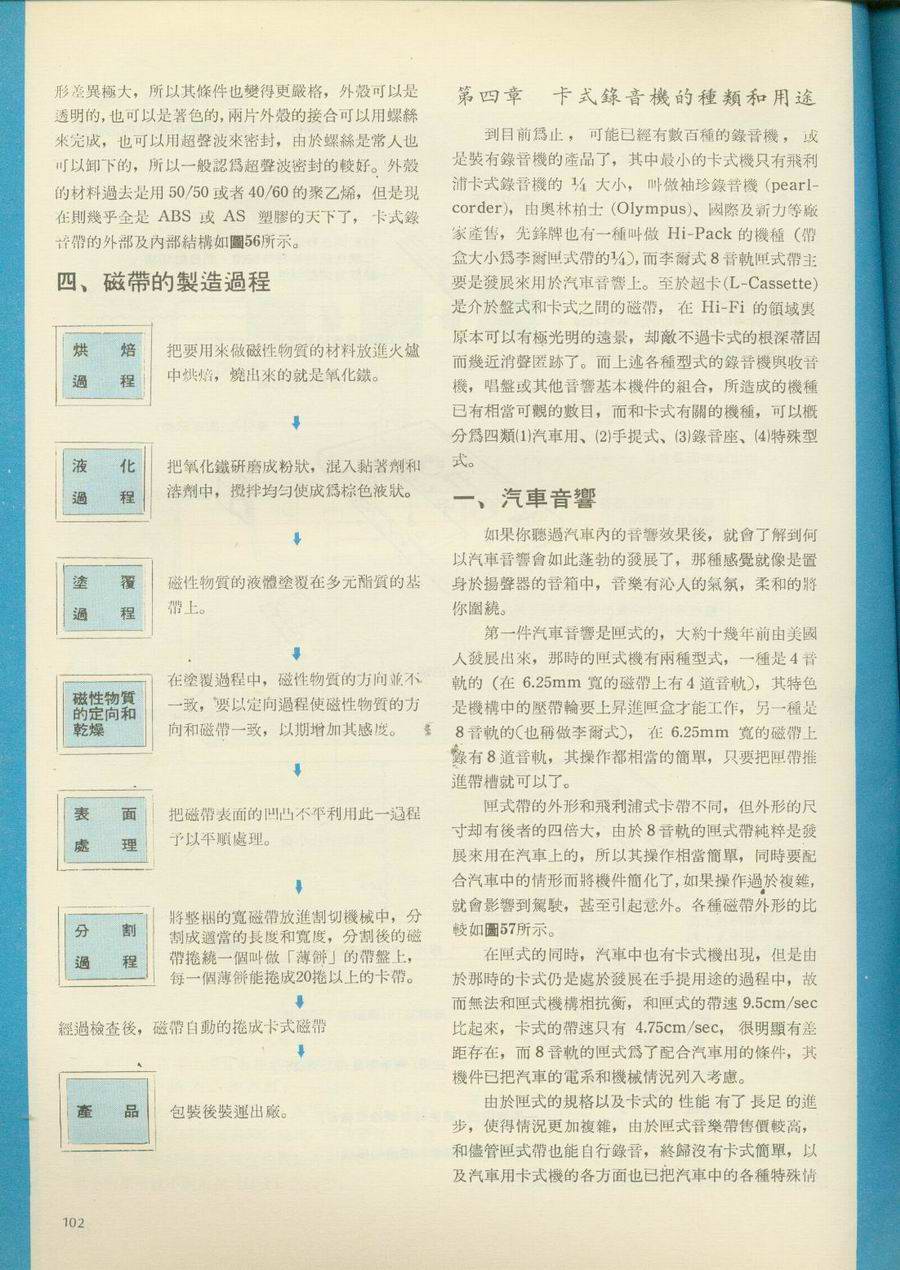 形差異極大，所以其條件也變得更嚴格，外殼可以是
透明的，也可以是著色的，兩片外殼的接合可以用螺絲
來完成，也可以用超聲波來密封，由於螺絲是常人也
可以卸下的，所以一般認爲超聲波密封的較好。外殼
的材料過去是用 50/50 或者 40/60 的聚乙烯，但是現
在則幾乎全是 ABS 或 AS 塑膠的天下了，卡式錄
音帶的外部及內部結構如圖56所示。
四、磁帶的製造過程
烘焙
過程
把要用來做磁性物質的材料放進火爐
中烘焙，燒出來的就是氧化鐵。
液化
過程
把氧化鐵研磨成粉狀，混入黏著劑和
溶劑中，攪拌均勻使成爲棕色液狀。
塗覆
過程
磁性物質的液體塗覆在多元酯質的基
帶上。
磁性物質
的定向和
乾燥
在塗覆過程中，磁性物質的方向並不
一致，要以定向過程使磁性物質的方
向和磁帶一致，以期增加其感度。
表面
處理
把磁帶表面的凹凸不平利用此一過程
予以平順處理。
分割
過程
將整梱的寬磁帶放進割切機械中，分
割成適當的長度和寬度，分割後的磁
帶捲繞一個叫做「薄餅」的帶盤上，
每一個薄餅能捲成20捲以上的卡帶。
經過檢查後，磁帶自動的捲成卡式磁帶
產品
包裝後裝運出廠。
102
第四章　卡式錄音機的種類和用途
到目前爲止，可能已經有數百種的錄音機，或
是裝有錄音機的產品了，其中最小的卡式機只有飛利
浦卡式錄音機的 ¼ 大小，叫做袖珍錄音機 (pearl-
corder)，由奧林柏士 (Olympus)、國際及新力等廠
家產售，先鋒牌也有一種叫做 Hi-Pack 的機種（帶
盒大小爲李爾匣式帶的¼），而李爾式 8 音軌匣式帶主
要是發展來用於汽車音響上。至於超卡(L-Cassette)
是介於盤式和卡式之間的磁帶，在 Hi-Fi 的領域裏
原本可以有極光明的遠景，却敵不過卡式的根深蒂固
而幾近消聲匿跡了。而上述各種型式的錄音機與收音
機，唱盤或其他音響基本機件的組合，所造成的機種
已有相當可觀的數目，而和卡式有關的機種，可以概
分爲四類⑴汽車用、⑵手提式、⑶錄音座、⑷特殊型
式。
一、汽車音響
如果你聽過汽車內的音響效果後，就會了解到何
以汽車音響會如此蓬勃的發展了，那種感覺就像是置
身於揚聲器的音箱中，音樂有沁人的氣氛，柔和的將
你圍繞。
第一件汽車音響是匣式的，大約十幾年前由美國
人發展出來，那時的匣式機有兩種型式，一種是 4 音
軌的（在 6.25mm 寬的磁帶上有 4 道音軌），其特色
是機構中的壓帶輪要上昇進匣盒才能工作，另一種是
8 音軌的（也稱做李爾式），在 6.25mm 寬的磁帶上
錄有 8 道音軌，其操作都相當的簡單，只要把匣帶推
進帶槽就可以了。
匣式帶的外形和飛利浦式卡帶不同，但外形的尺
寸却有後者的四倍大，由於 8 音軌的匣式帶純粹是發
展來用在汽車上的，所以其操作相當簡單，同時要配
合汽車中的情形而將機件簡化了，如果操作過於複雜，
就會影響到駕駛，甚至引起意外。各種磁帶外形的比
較如圖57所示。
在匣式的同時，汽車中也有卡式機出現，但是由
於那時的卡式仍是處於發展在手提用途的過程中，故
而無法和匣式機構相抗衡，和匣式的帶速 9.5cm/sec
比起來，卡式的帶速只有 4.75cm/sec，很明顯有差
距存在，而 8 音軌的匣式爲了配合汽車用的條件，其
機件已把汽車的電系和機械情況列入考慮。
由於匣式的規格以及卡式的性能有了長足的進
步，使得情況更加複雜，由於匣式音樂帶售價較高，
和儘管匣式帶也能自行錄音，終歸沒有卡式簡單，以
及汽車用卡式機的各方面也已把汽車中的各種特殊情